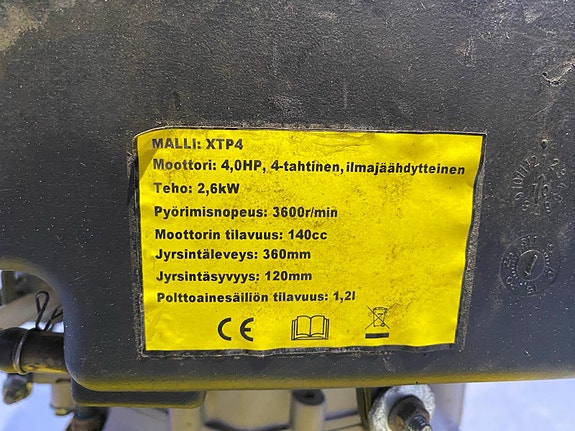 MALLI: XTP4
Moottori: 4,0HP, 4-tahtinen, ilmajäähdytteinen
Teho: 2,6kW
Pyörimisnopeus: 3600r/min
Moottorin tilavuus: 140cc
Jyrsintäleveys: 360mm
Jyrsintäsyvyys: 120mm
Polttoainesäiliön tilavuus: 1,2l
CE